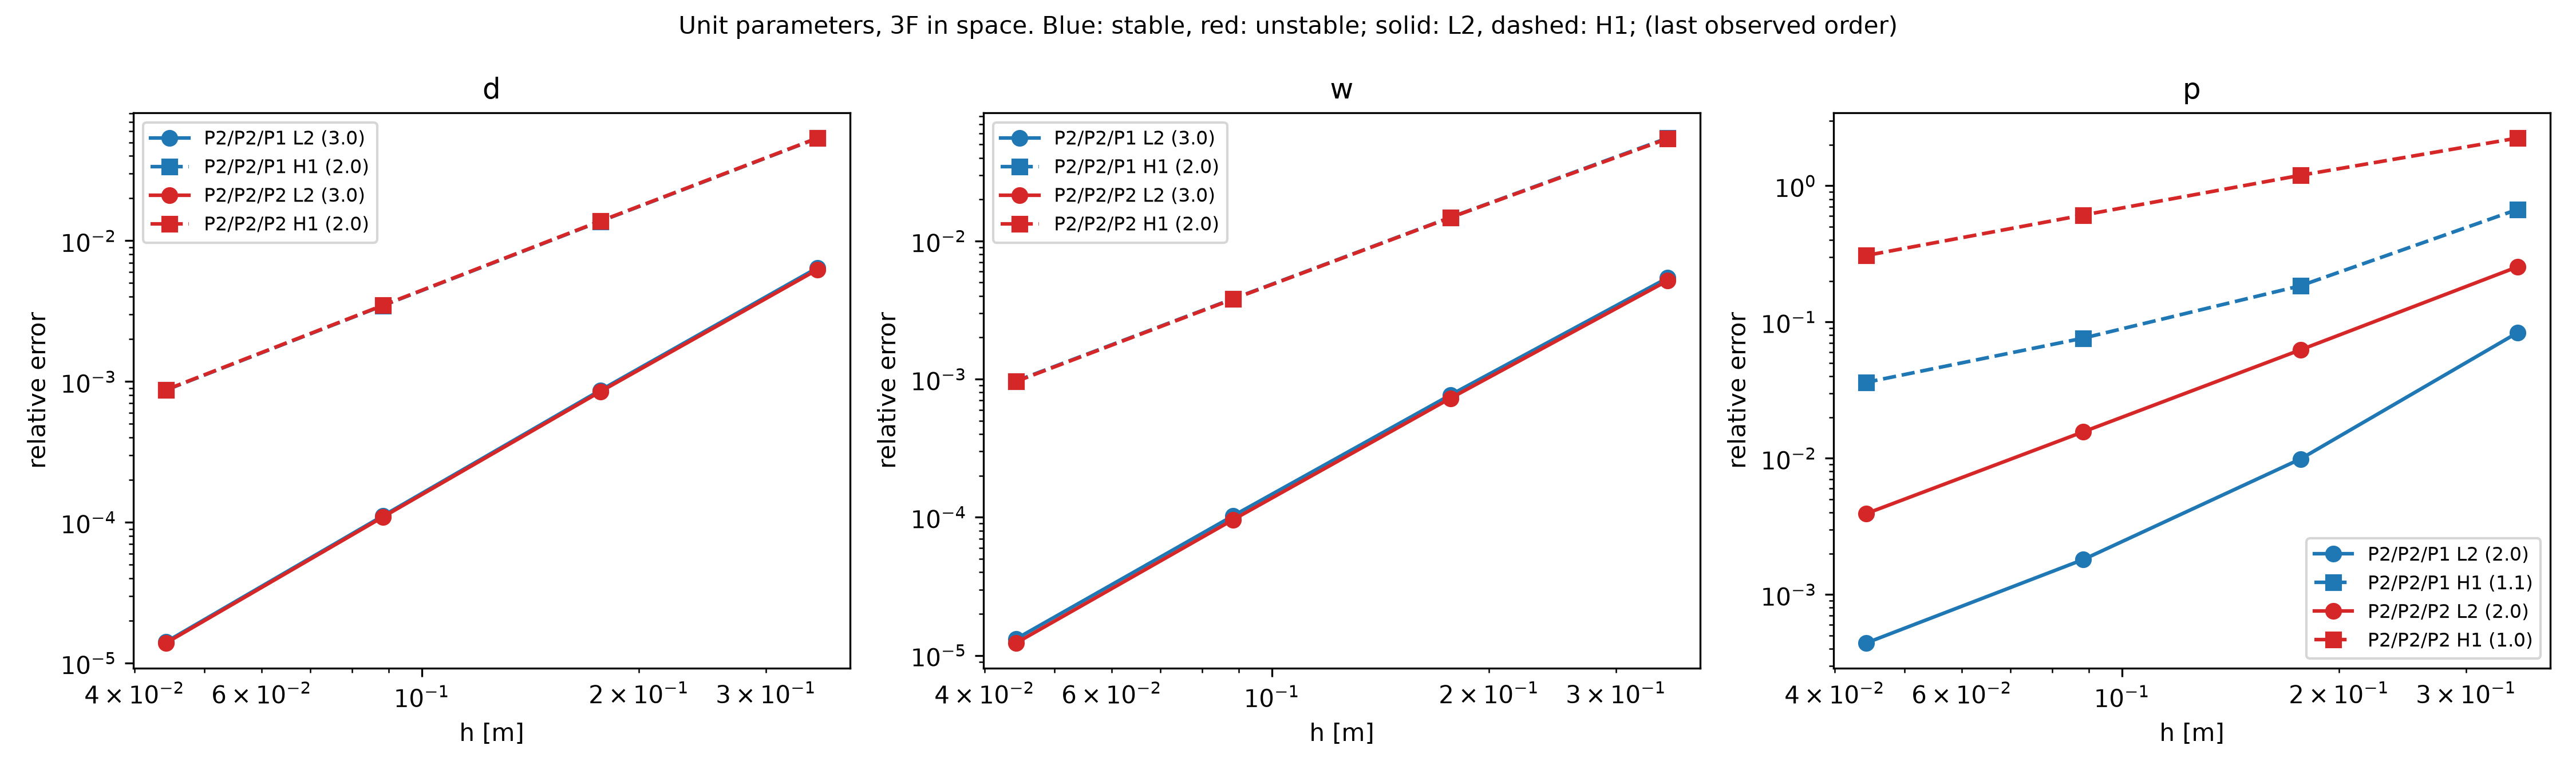 Unit parameters, 3F in space. Blue: stable, red: unstable; solid: L2, dashed: H1; (last observed order)
d
relative error
10⁻²
10⁻³
10⁻⁴
10⁻⁵
P2/P2/P1 L2 (3.0)
P2/P2/P1 H1 (2.0)
P2/P2/P2 L2 (3.0)
P2/P2/P2 H1 (2.0)
4×10⁻² 6×10⁻² 10⁻¹ 2×10⁻¹ 3×10⁻¹
h [m]
w
relative error
10⁻²
10⁻³
10⁻⁴
10⁻⁵
P2/P2/P1 L2 (3.0)
P2/P2/P1 H1 (2.0)
P2/P2/P2 L2 (3.0)
P2/P2/P2 H1 (2.0)
4×10⁻² 6×10⁻² 10⁻¹ 2×10⁻¹ 3×10⁻¹
h [m]
p
relative error
10⁰
10⁻¹
10⁻²
10⁻³
P2/P2/P1 L2 (2.0)
P2/P2/P1 H1 (1.1)
P2/P2/P2 L2 (2.0)
P2/P2/P2 H1 (1.0)
4×10⁻² 6×10⁻² 10⁻¹ 2×10⁻¹ 3×10⁻¹
h [m]